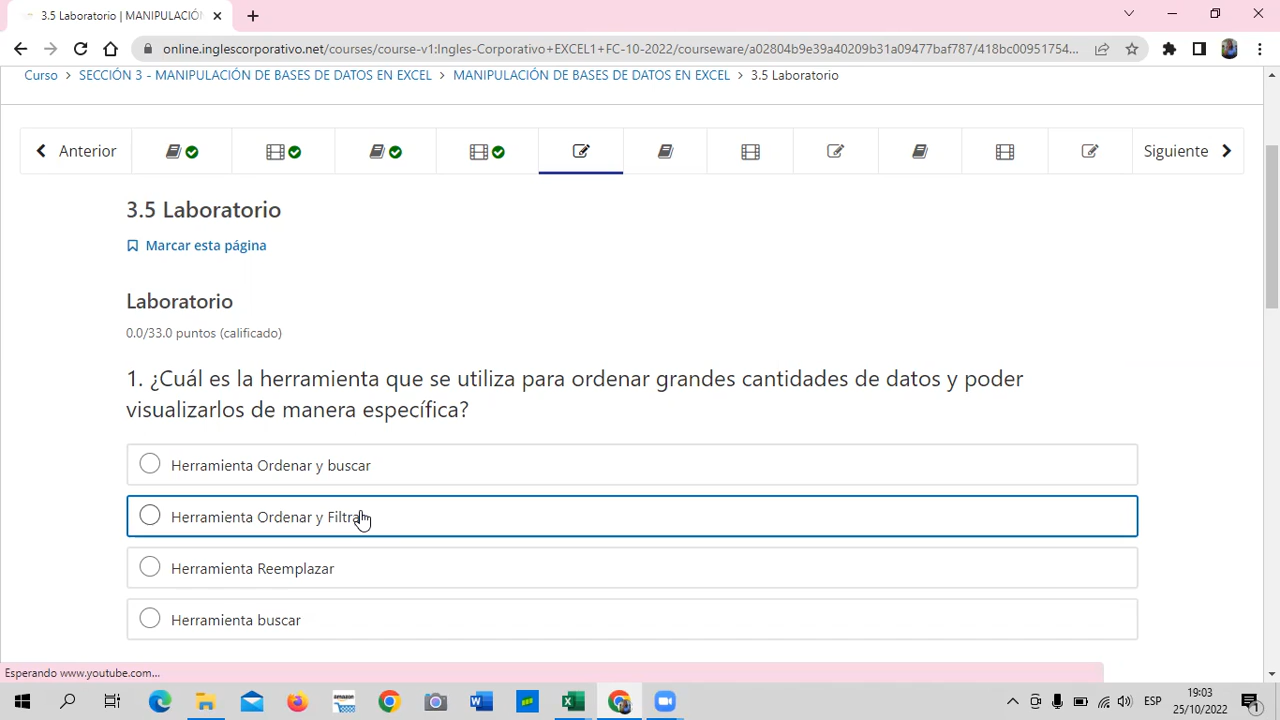 3.5 Laboratorio | MANIPULACIÓN
online.inglescorporativo.net/courses/course-v1:Ingles-Corporativo+EXCEL1+FC-10-2022/courseware/a02804b9e39a40209b31a09477baf787/418bc00951754...
Curso > SECCIÓN 3 - MANIPULACIÓN DE BASES DE DATOS EN EXCEL > MANIPULACIÓN DE BASES DE DATOS EN EXCEL > 3.5 Laboratorio
Anterior Siguiente
3.5 Laboratorio
Marcar esta página
Laboratorio
0.0/33.0 puntos (calificado)
1. ¿Cuál es la herramienta que se utiliza para ordenar grandes cantidades de datos y poder
visualizarlos de manera específica?
Herramienta Ordenar y buscar
Herramienta Ordenar y Filtrar
Herramienta Reemplazar
Herramienta buscar
Esperando www.youtube.com...
amazon
ESP
19:03
25/10/2022
1